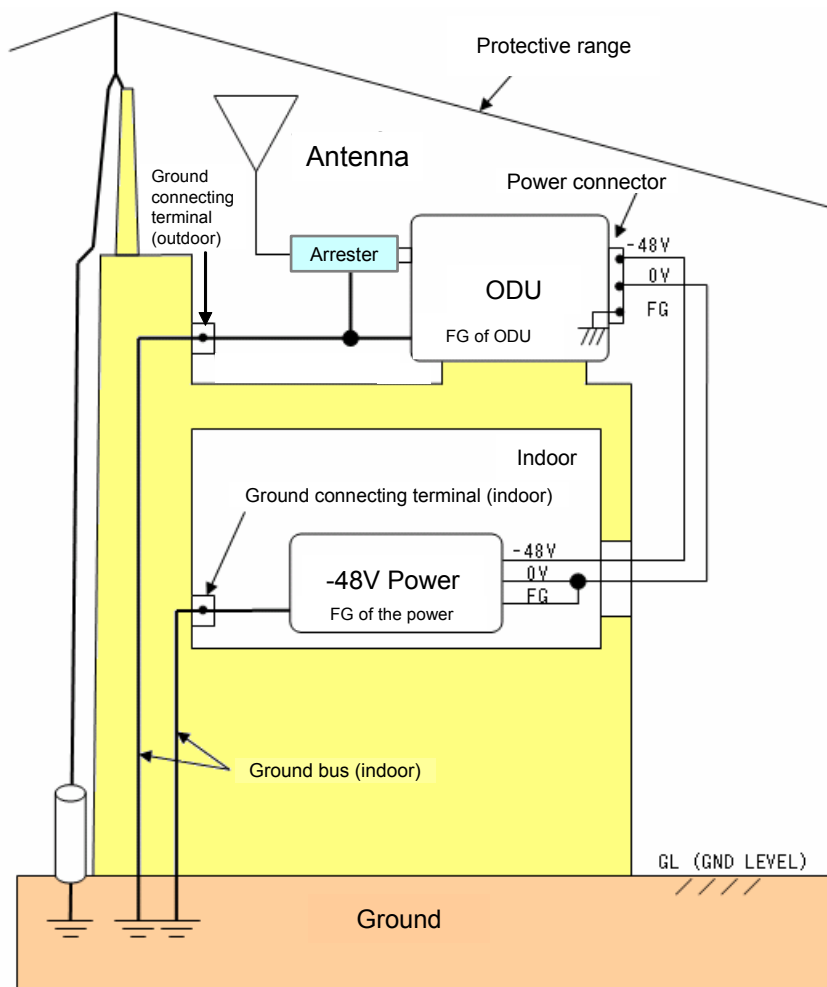 Protective range
Antenna
Ground
connecting
terminal
(outdoor)
Power connector
Arrester
-48V
ODU
0V
FG
FG of ODU
Indoor
Ground connecting terminal (indoor)
-48V
-48V Power
0V
FG
FG of the power
Ground bus (indoor)
GL (GND LEVEL)
Ground